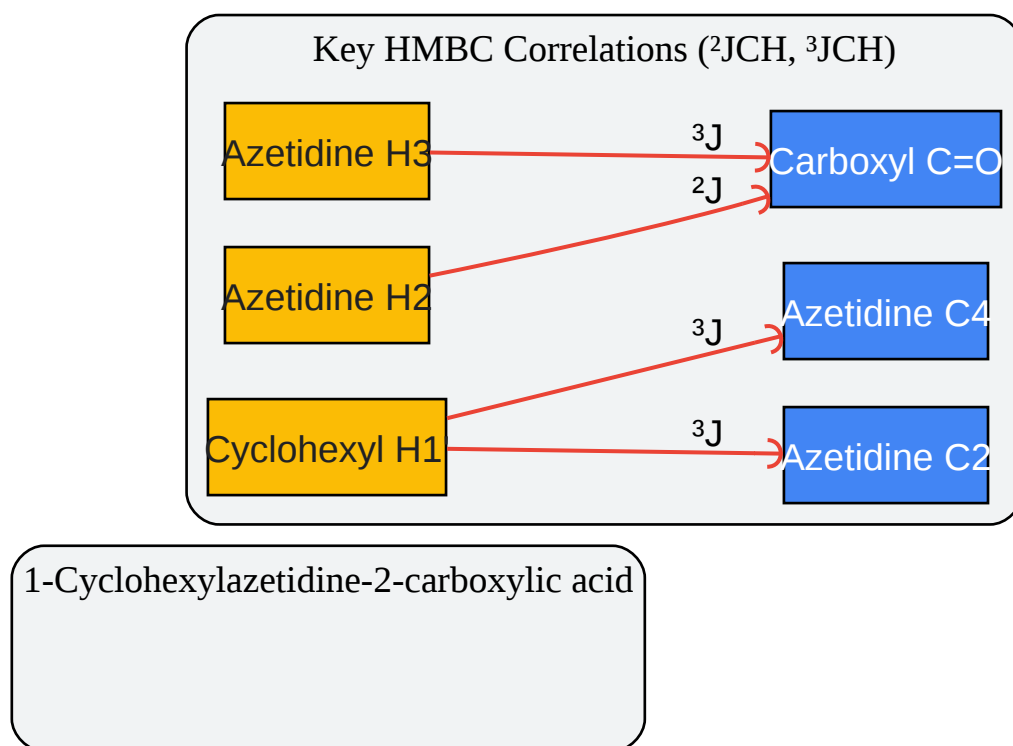 Key HMBC Correlations (²JCH, ³JCH)
Azetidine H3
³J
Carboxyl C=O
²J
Azetidine H2
³J
Azetidine C4
Cyclohexyl H1'
³J
Azetidine C2
1-Cyclohexylazetidine-2-carboxylic acid